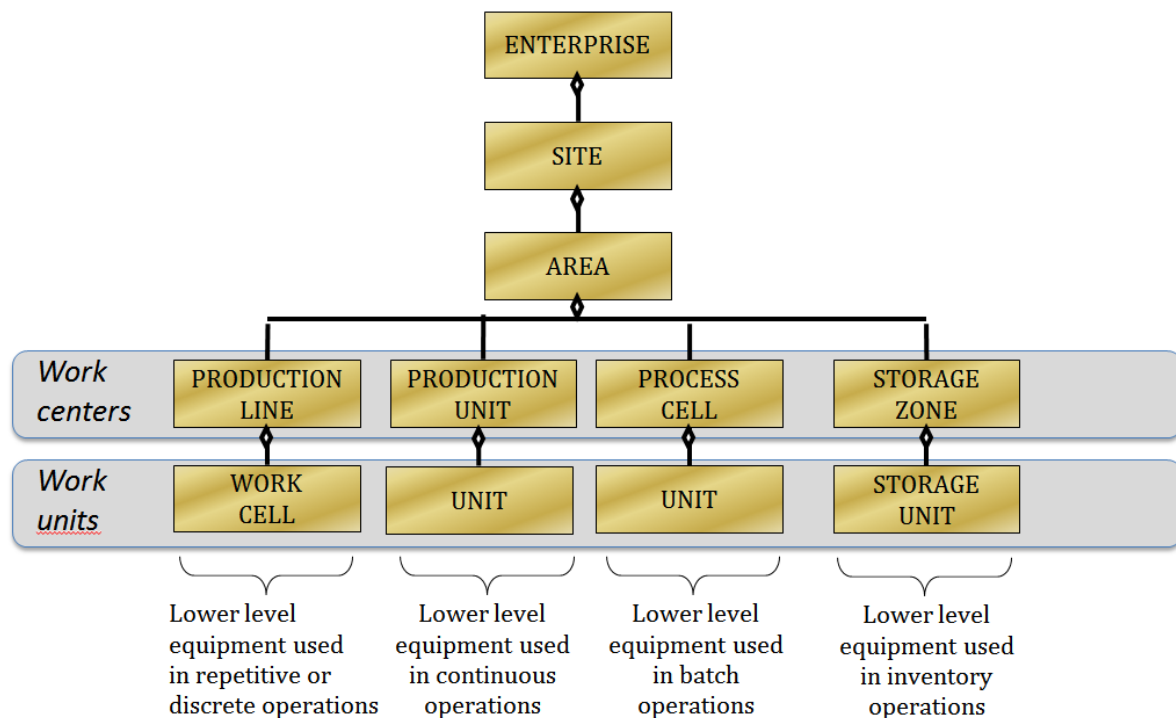 ENTERPRISE
SITE
AREA
Work
centers
PRODUCTION
LINE
PRODUCTION
UNIT
PROCESS
CELL
STORAGE
ZONE
Work
units
WORK
CELL
UNIT
UNIT
STORAGE
UNIT
Lower level
equipment used
in repetitive or
discrete operations
Lower level
equipment used
in continuous
operations
Lower level
equipment used
in batch
operations
Lower level
equipment used
in inventory
operations